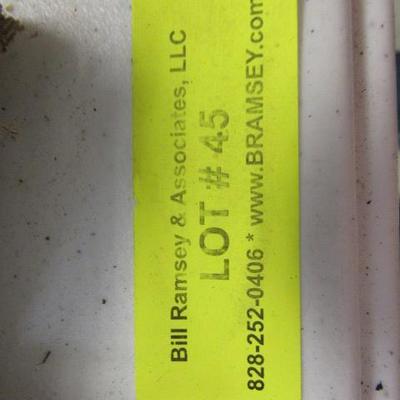 Bill Ramsey & Associates, LLC
LOT # 45
828-252-0406 * www.BRAMSEY.com